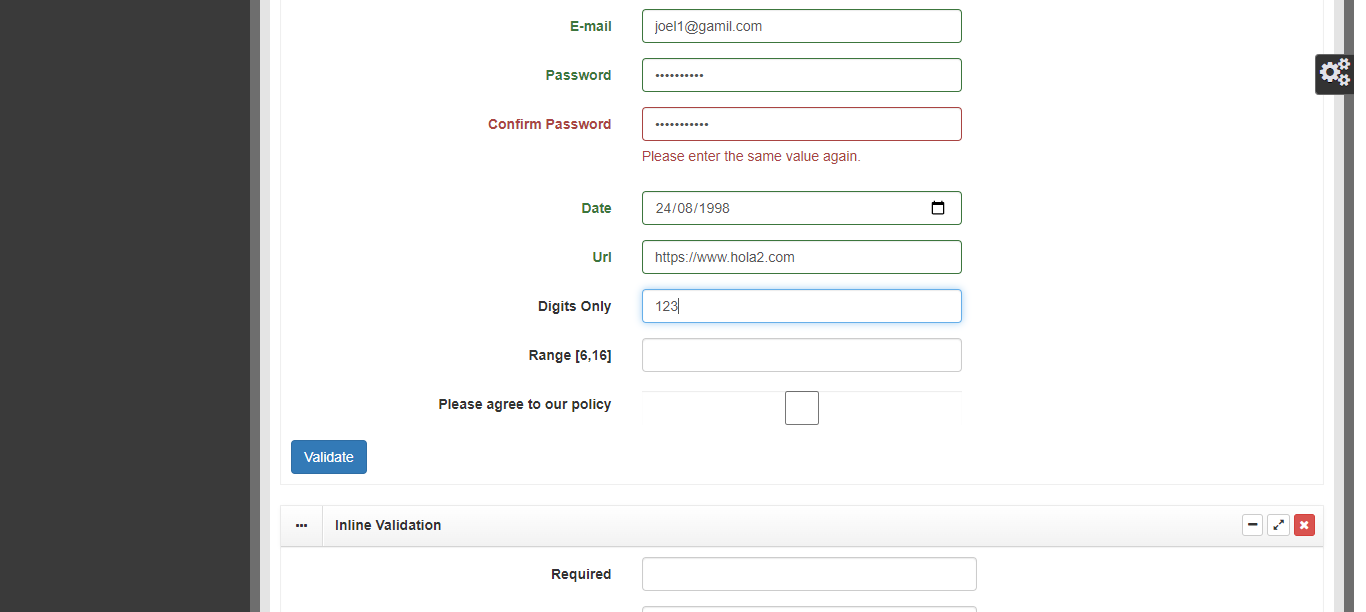 E-mail joel1@gamil.com
Password ••••••••••
Confirm Password •••••••••••
Please enter the same value again.
Date 24/08/1998
Url https://www.hola2.com
Digits Only 123
Range [6,16]
Please agree to our policy
Validate
Inline Validation
Required